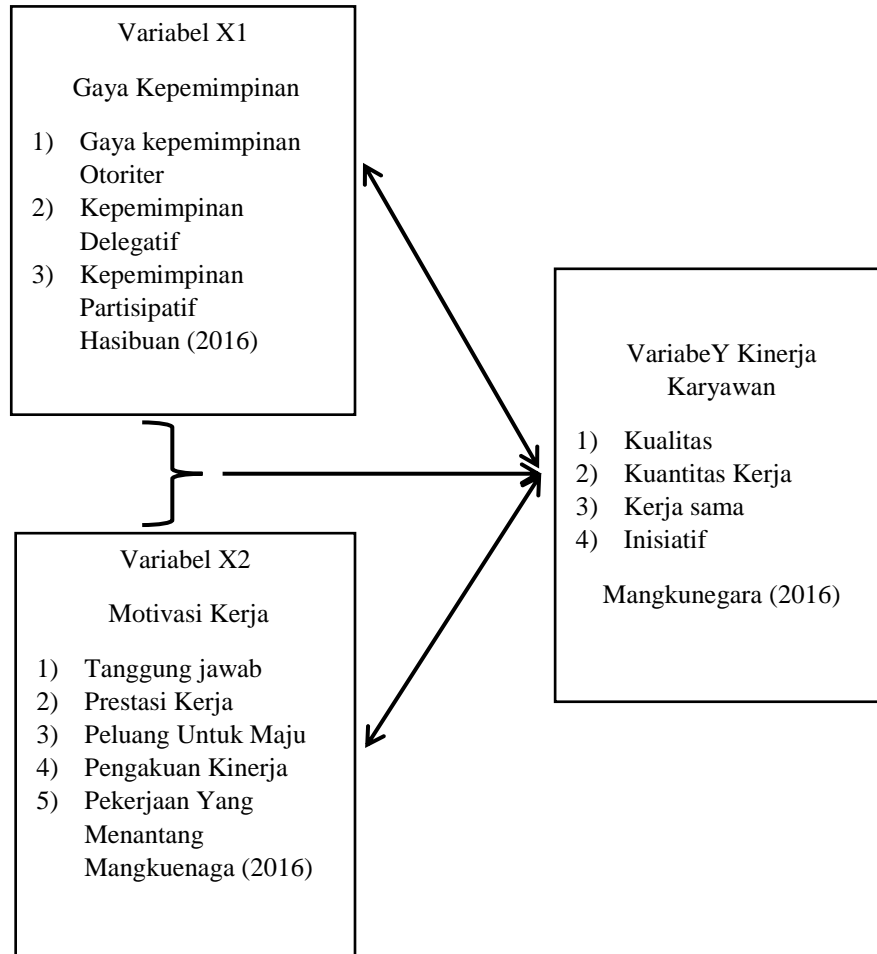 Variabel X1
Gaya Kepemimpinan
1) Gaya kepemimpinan
Otoriter
2) Kepemimpinan
Delegatif
3) Kepemimpinan
Partisipatif
Hasibuan (2016)
Variabel X2
Motivasi Kerja
1) Tanggung jawab
2) Prestasi Kerja
3) Peluang Untuk Maju
4) Pengakuan Kinerja
5) Pekerjaan Yang
Menantang
Mangkuenaga (2016)
VariabeY Kinerja
Karyawan
1) Kualitas
2) Kuantitas Kerja
3) Kerja sama
4) Inisiatif
Mangkunegara (2016)